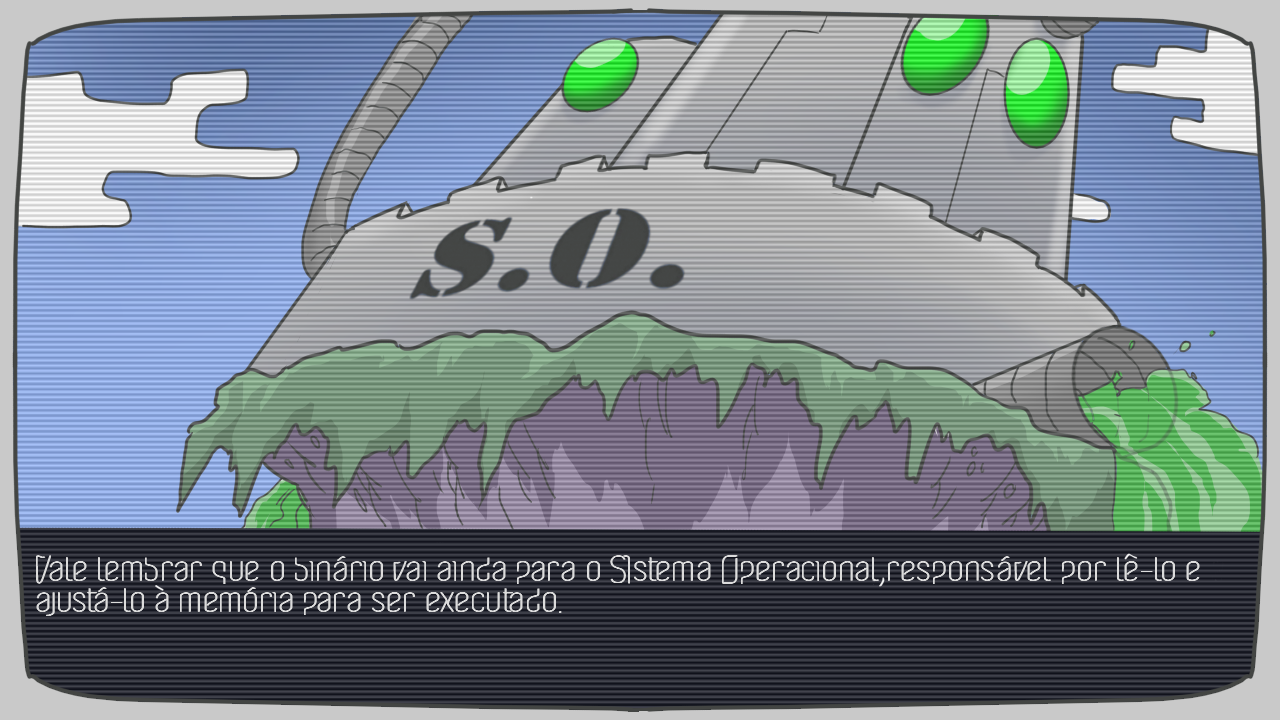 S.O.
Vale lembrar que o binário vai ainda para o SIstema Operacional,responsável por lê-lo e
ajustá-lo à memória para ser executado.